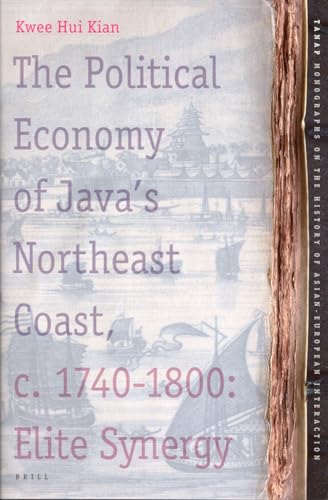 Kwee Hui Kian
The Political
Economy
of Java's
Northeast
Coast,
c. 1740-1800:
Elite Synergy
BRILL
TANAP MONOGRAPHS ON THE HISTORY OF ASIAN-EUROPEAN INTERACTION